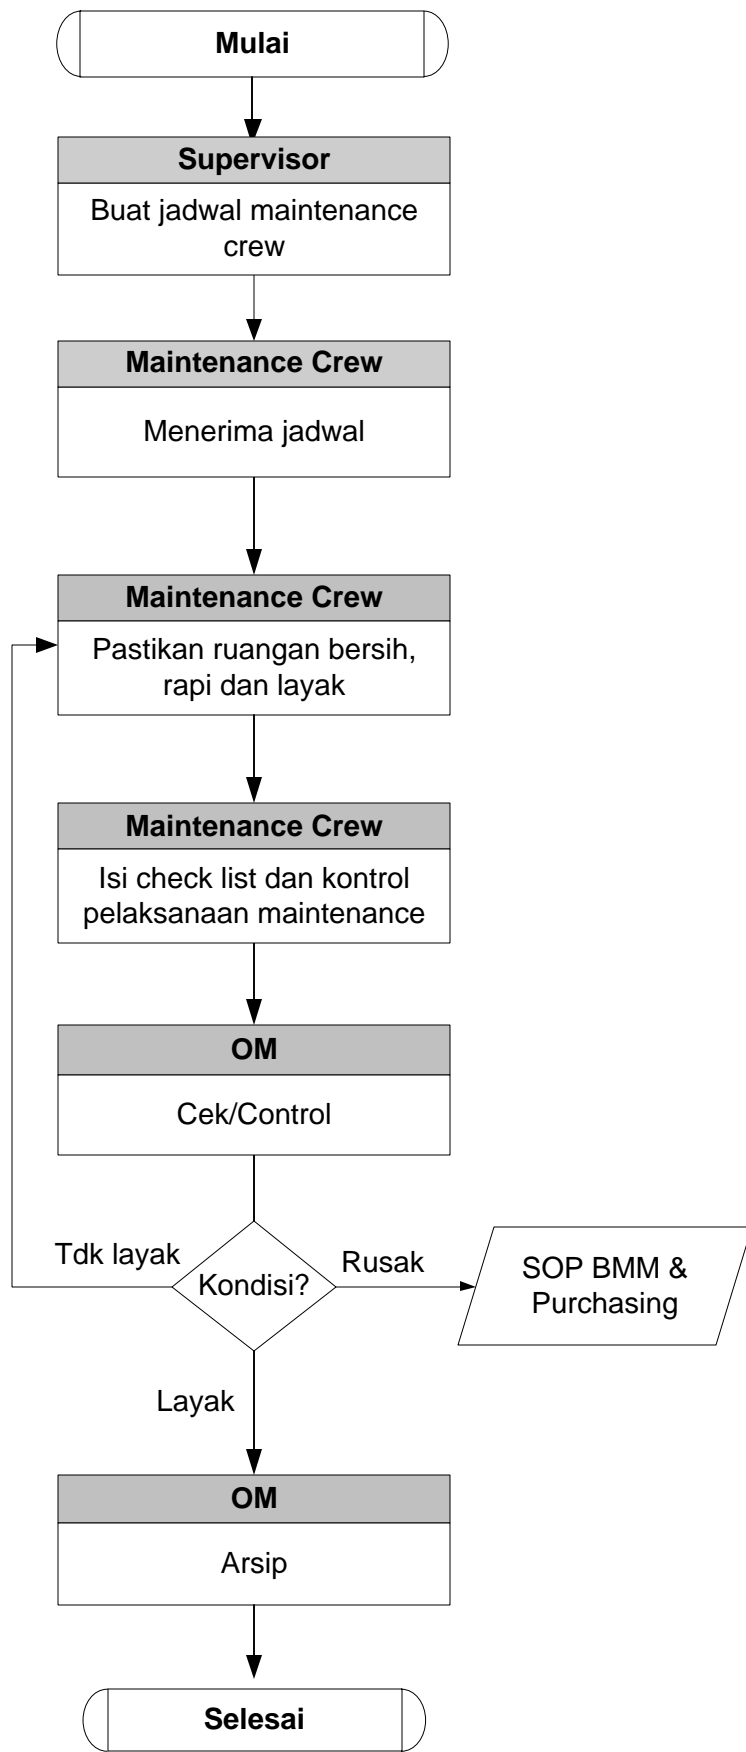 Mulai
Supervisor
Buat jadwal maintenance
crew
Maintenance Crew
Menerima jadwal
Maintenance Crew
Pastikan ruangan bersih,
rapi dan layak
Maintenance Crew
Isi check list dan kontrol
pelaksanaan maintenance
OM
Cek/Control
Tdk layak
Kondisi?
Rusak
SOP BMM &
Purchasing
Layak
OM
Arsip
Selesai